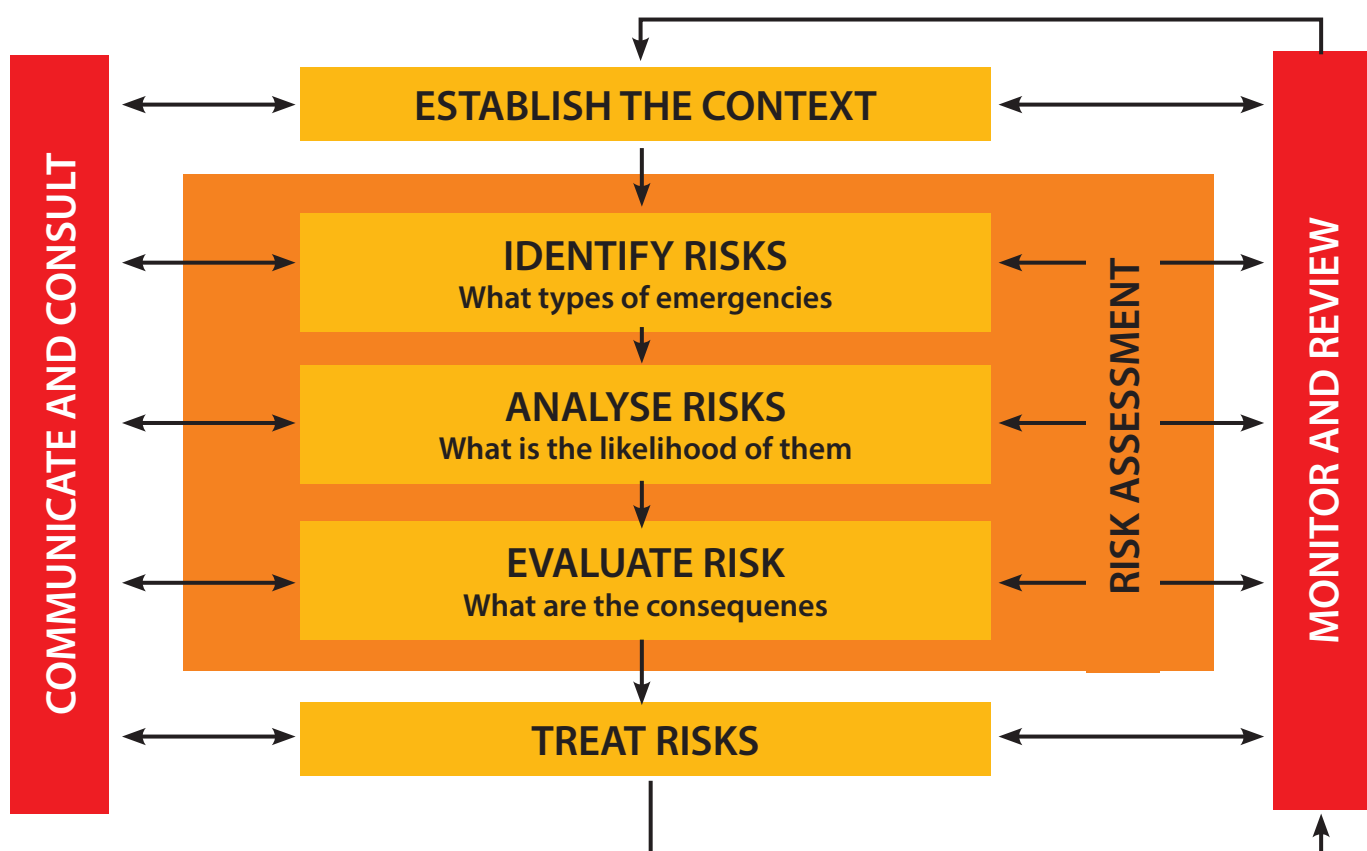 COMMUNICATE AND CONSULT
ESTABLISH THE CONTEXT
IDENTIFY RISKS
What types of emergencies
ANALYSE RISKS
What is the likelihood of them
EVALUATE RISK
What are the consequenes
TREAT RISKS
RISK ASSESSMENT
MONITOR AND REVIEW